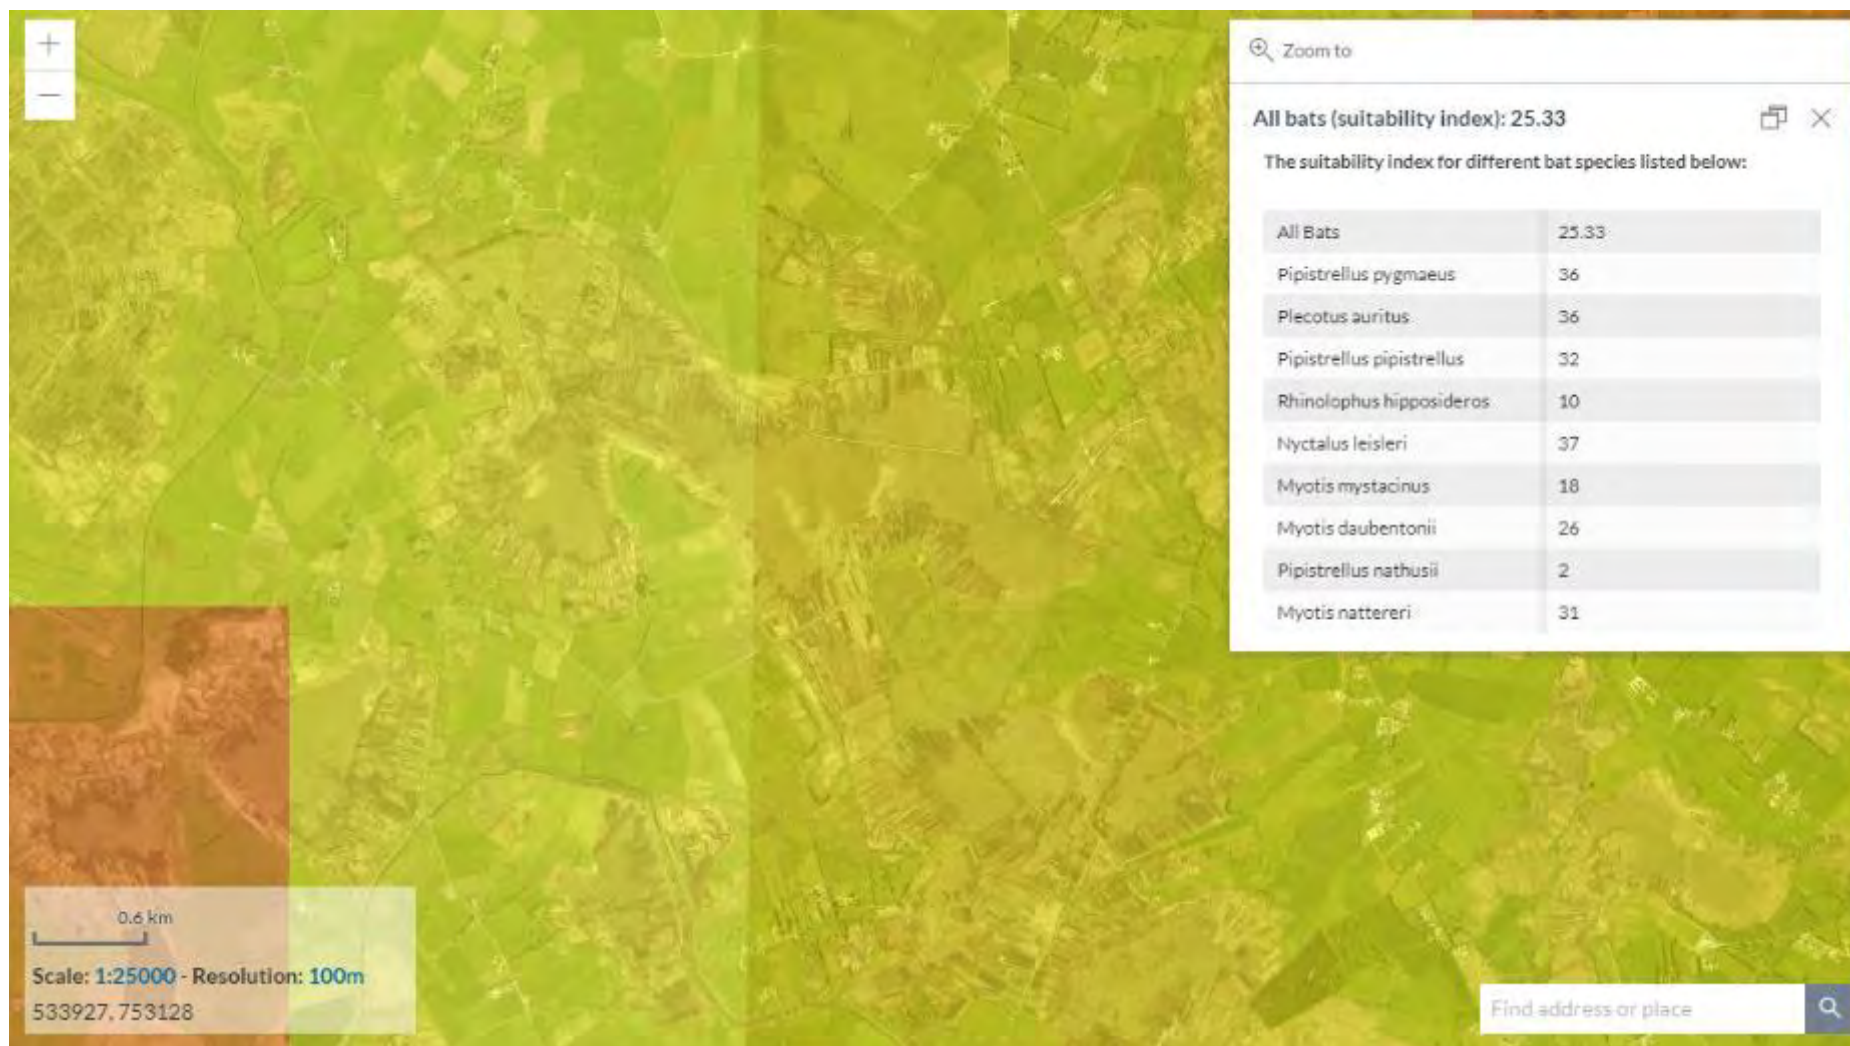 +
−
Zoom to
All bats (suitability index): 25.33
The suitability index for different bat species listed below:
All Bats 25.33
Pipistrellus pygmaeus 36
Plecotus auritus 36
Pipistrellus pipistrellus 32
Rhinolophus hipposideros 10
Nyctalus leisleri 37
Myotis mystacinus 18
Myotis daubentonii 26
Pipistrellus nathusii 2
Myotis nattereri 31
0.6 km
Scale: 1:25000 - Resolution: 100m
533927, 753128
Find address or place